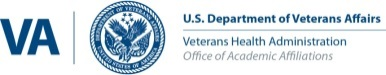 VA
U.S. Department of Veterans Affairs
Veterans Health Administration
Office of Academic Affiliations